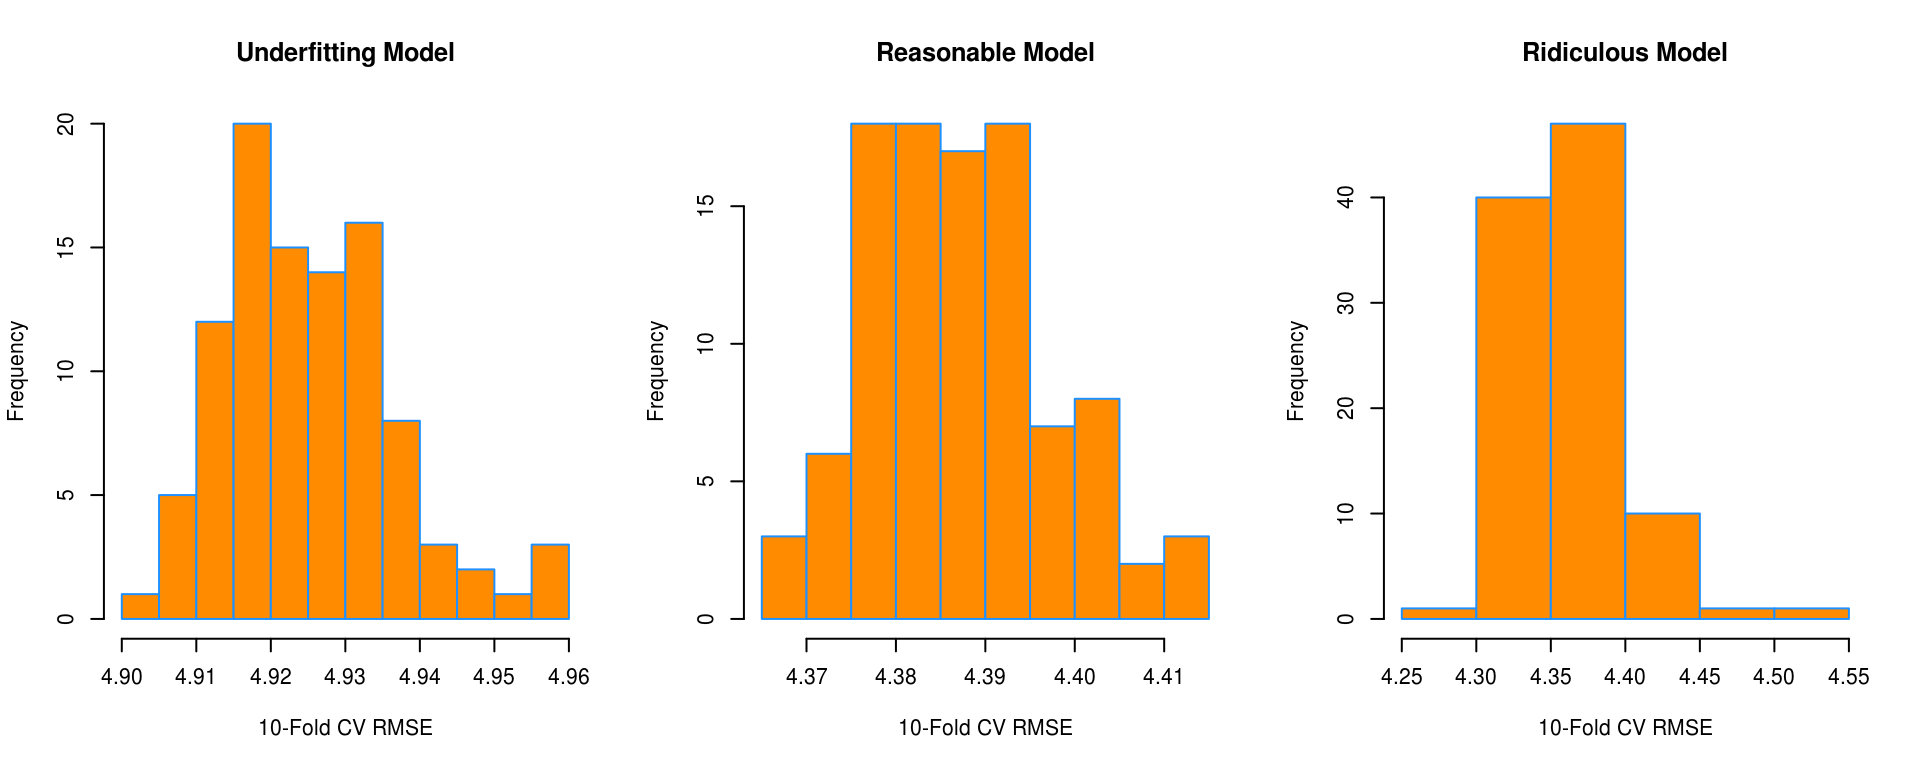 Underfitting Model
Frequency
20
15
10
5
0
4.90 4.91 4.92 4.93 4.94 4.95 4.96
10-Fold CV RMSE
Reasonable Model
Frequency
15
10
5
0
4.37 4.38 4.39 4.40 4.41
10-Fold CV RMSE
Ridiculous Model
Frequency
40
30
20
10
0
4.25 4.30 4.35 4.40 4.45 4.50 4.55
10-Fold CV RMSE